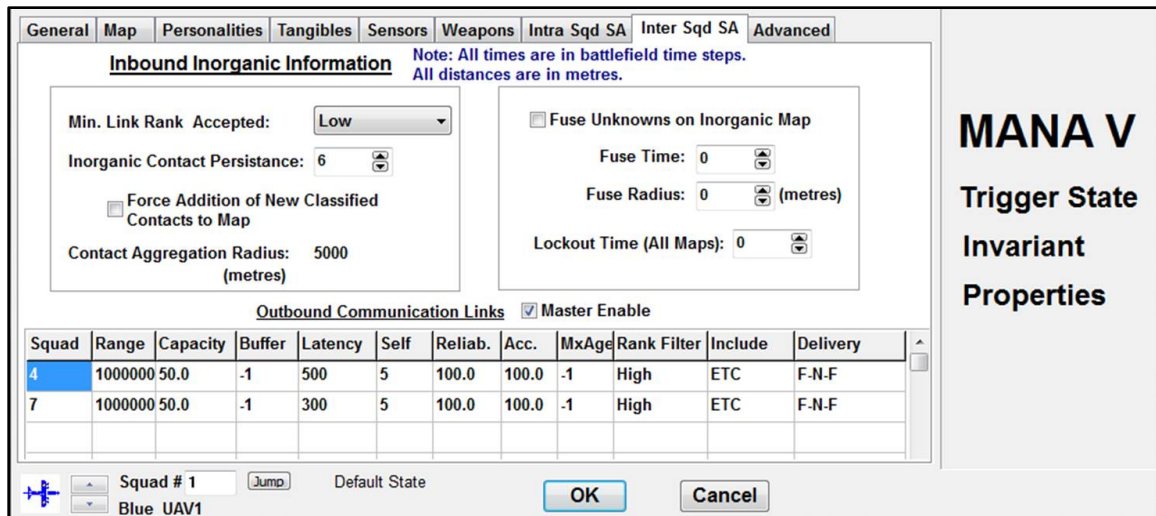 General Map Personalities Tangibles Sensors Weapons Intra Sqd SA Inter Sqd SA Advanced
Inbound Inorganic Information
Note: All times are in battlefield time steps.
All distances are in metres.
Min. Link Rank Accepted: Low
Inorganic Contact Persistance: 6
Force Addition of New Classified
Contacts to Map
Contact Aggregation Radius: 5000
(metres)
Fuse Unknowns on Inorganic Map
Fuse Time: 0
Fuse Radius: 0 (metres)
Lockout Time (All Maps): 0
Outbound Communication Links Master Enable
Squad Range Capacity Buffer Latency Self Reliab. Acc. MxAge Rank Filter Include Delivery
4 1000000 50.0 -1 500 5 100.0 100.0 -1 High ETC F-N-F
7 1000000 50.0 -1 300 5 100.0 100.0 -1 High ETC F-N-F
Squad # 1 Jump Default State
Blue UAV1
OK Cancel
MANA V
Trigger State
Invariant
Properties